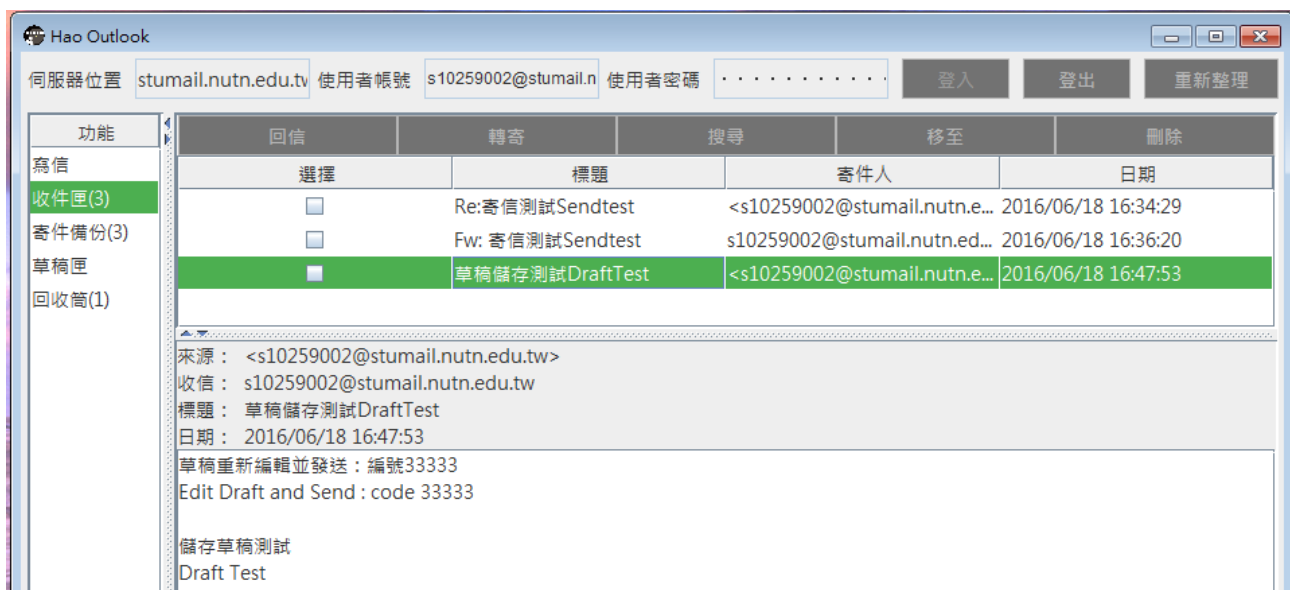 Hao Outlook
伺服器位置 stumail.nutn.edu.tw 使用者帳號 s10259002@stumail.n 使用者密碼 ············ 登入 登出 重新整理
功能 回信 轉寄 搜尋 移至 刪除
寫信 選擇 標題 寄件人 日期
收件匣(3) Re:寄信測試Sendtest <s10259002@stumail.nutn.e... 2016/06/18 16:34:29
寄件備份(3) Fw: 寄信測試Sendtest s10259002@stumail.nutn.ed... 2016/06/18 16:36:20
草稿匣 草稿儲存測試DraftTest <s10259002@stumail.nutn.e... 2016/06/18 16:47:53
回收筒(1)
來源： <s10259002@stumail.nutn.edu.tw>
收信： s10259002@stumail.nutn.edu.tw
標題： 草稿儲存測試DraftTest
日期： 2016/06/18 16:47:53
草稿重新編輯並發送：編號33333
Edit Draft and Send : code 33333
儲存草稿測試
Draft Test